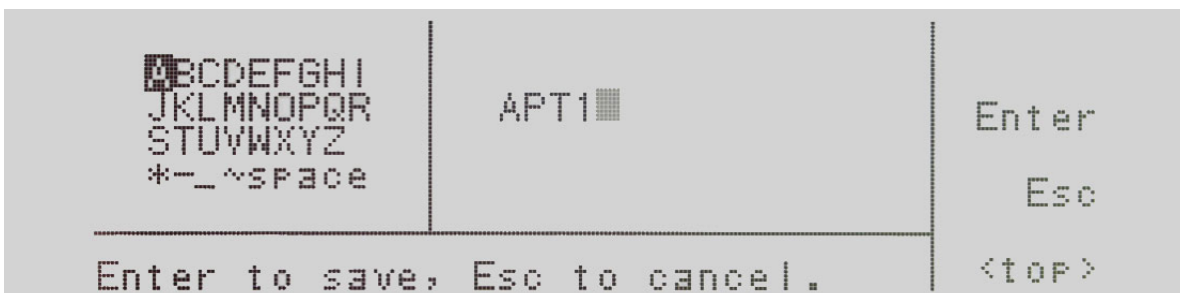 ABCDEFGHI
JKLMNOPQR
STUVWXYZ
*-_~space
APT1
Enter
Esc
<top>
Enter to save, Esc to cancel.